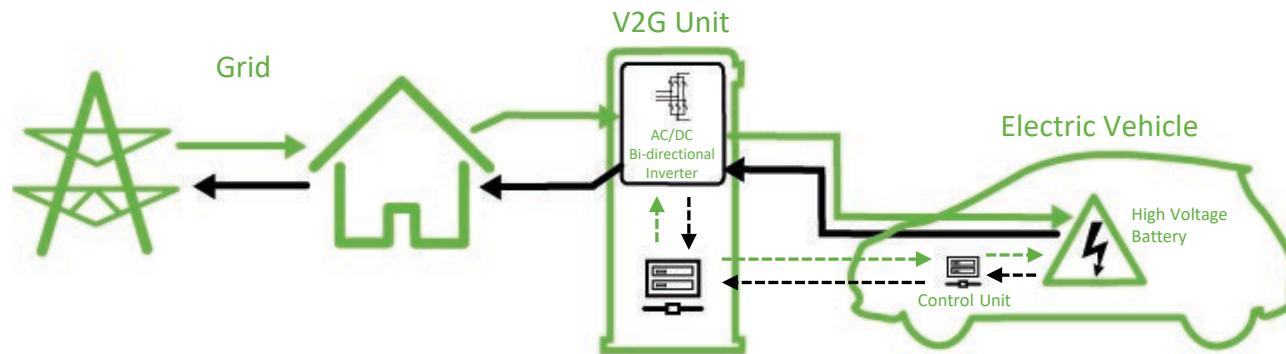 V2G Unit
Grid
AC/DC
Bi-directional
Inverter
Electric Vehicle
High Voltage
Battery
Control Unit